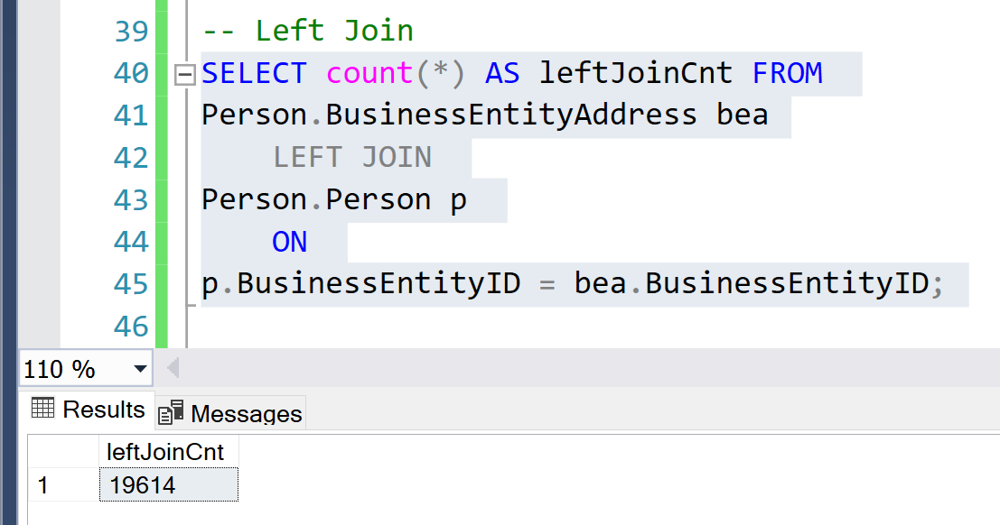 39 -- Left Join
40 SELECT count(*) AS leftJoinCnt FROM
41 Person.BusinessEntityAddress bea
42 LEFT JOIN
43 Person.Person p
44 ON
45 p.BusinessEntityID = bea.BusinessEntityID;
46
110 %
Results Messages
leftJoinCnt
1 19614